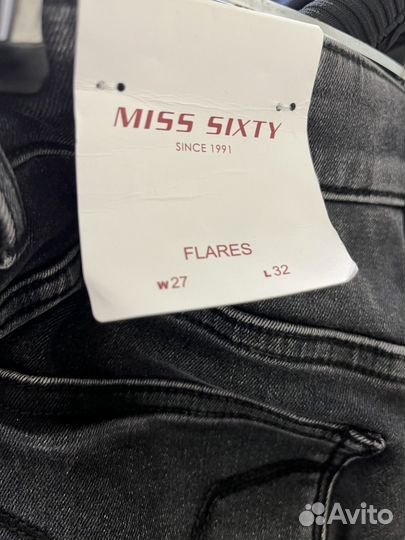 MISS SIXTY
SINCE 1991
FLARES
W27 L32
Avito